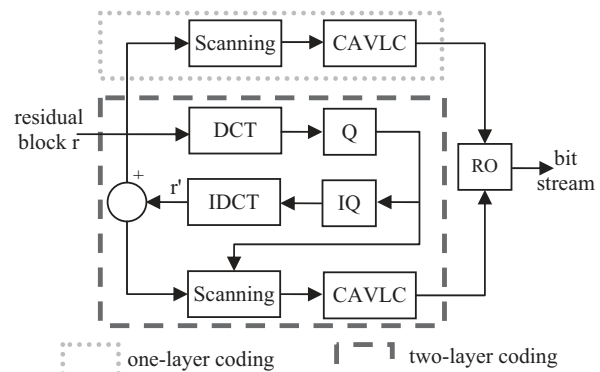 Scanning
CAVLC
residual
block r
DCT
Q
RO
bit
stream
+
r'
IDCT
IQ
Scanning
CAVLC
one-layer coding
two-layer coding